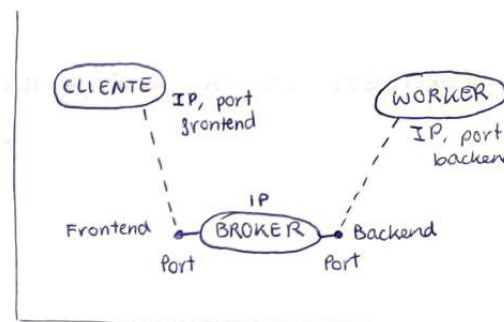 CLIENTE
IP, port
frontend
WORKER
IP, port
backend
IP
Frontend
BROKER
Backend
Port
Port